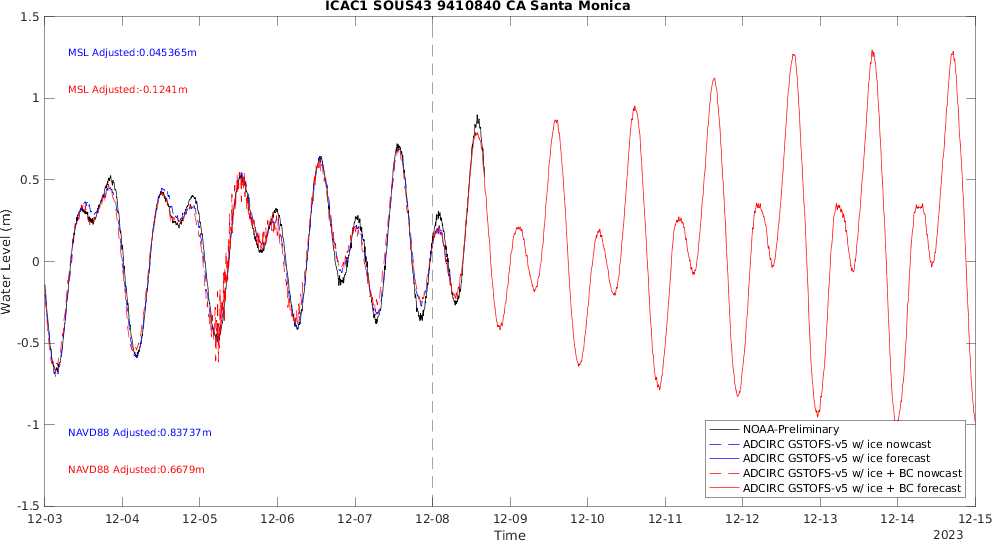 ICAC1 SOUS43 9410840 CA Santa Monica
1.5
1
0.5
0
-0.5
-1
-1.5
Water Level (m)
MSL Adjusted:0.045365m
MSL Adjusted:-0.1241m
NAVD88 Adjusted:0.83737m
NAVD88 Adjusted:0.6679m
NOAA-Preliminary
ADCIRC GSTOFS-v5 w/ ice nowcast
ADCIRC GSTOFS-v5 w/ ice forecast
ADCIRC GSTOFS-v5 w/ ice + BC nowcast
ADCIRC GSTOFS-v5 w/ ice + BC forecast
12-03 12-04 12-05 12-06 12-07 12-08 12-09 12-10 12-11 12-12 12-13 12-14 12-15
Time
2023